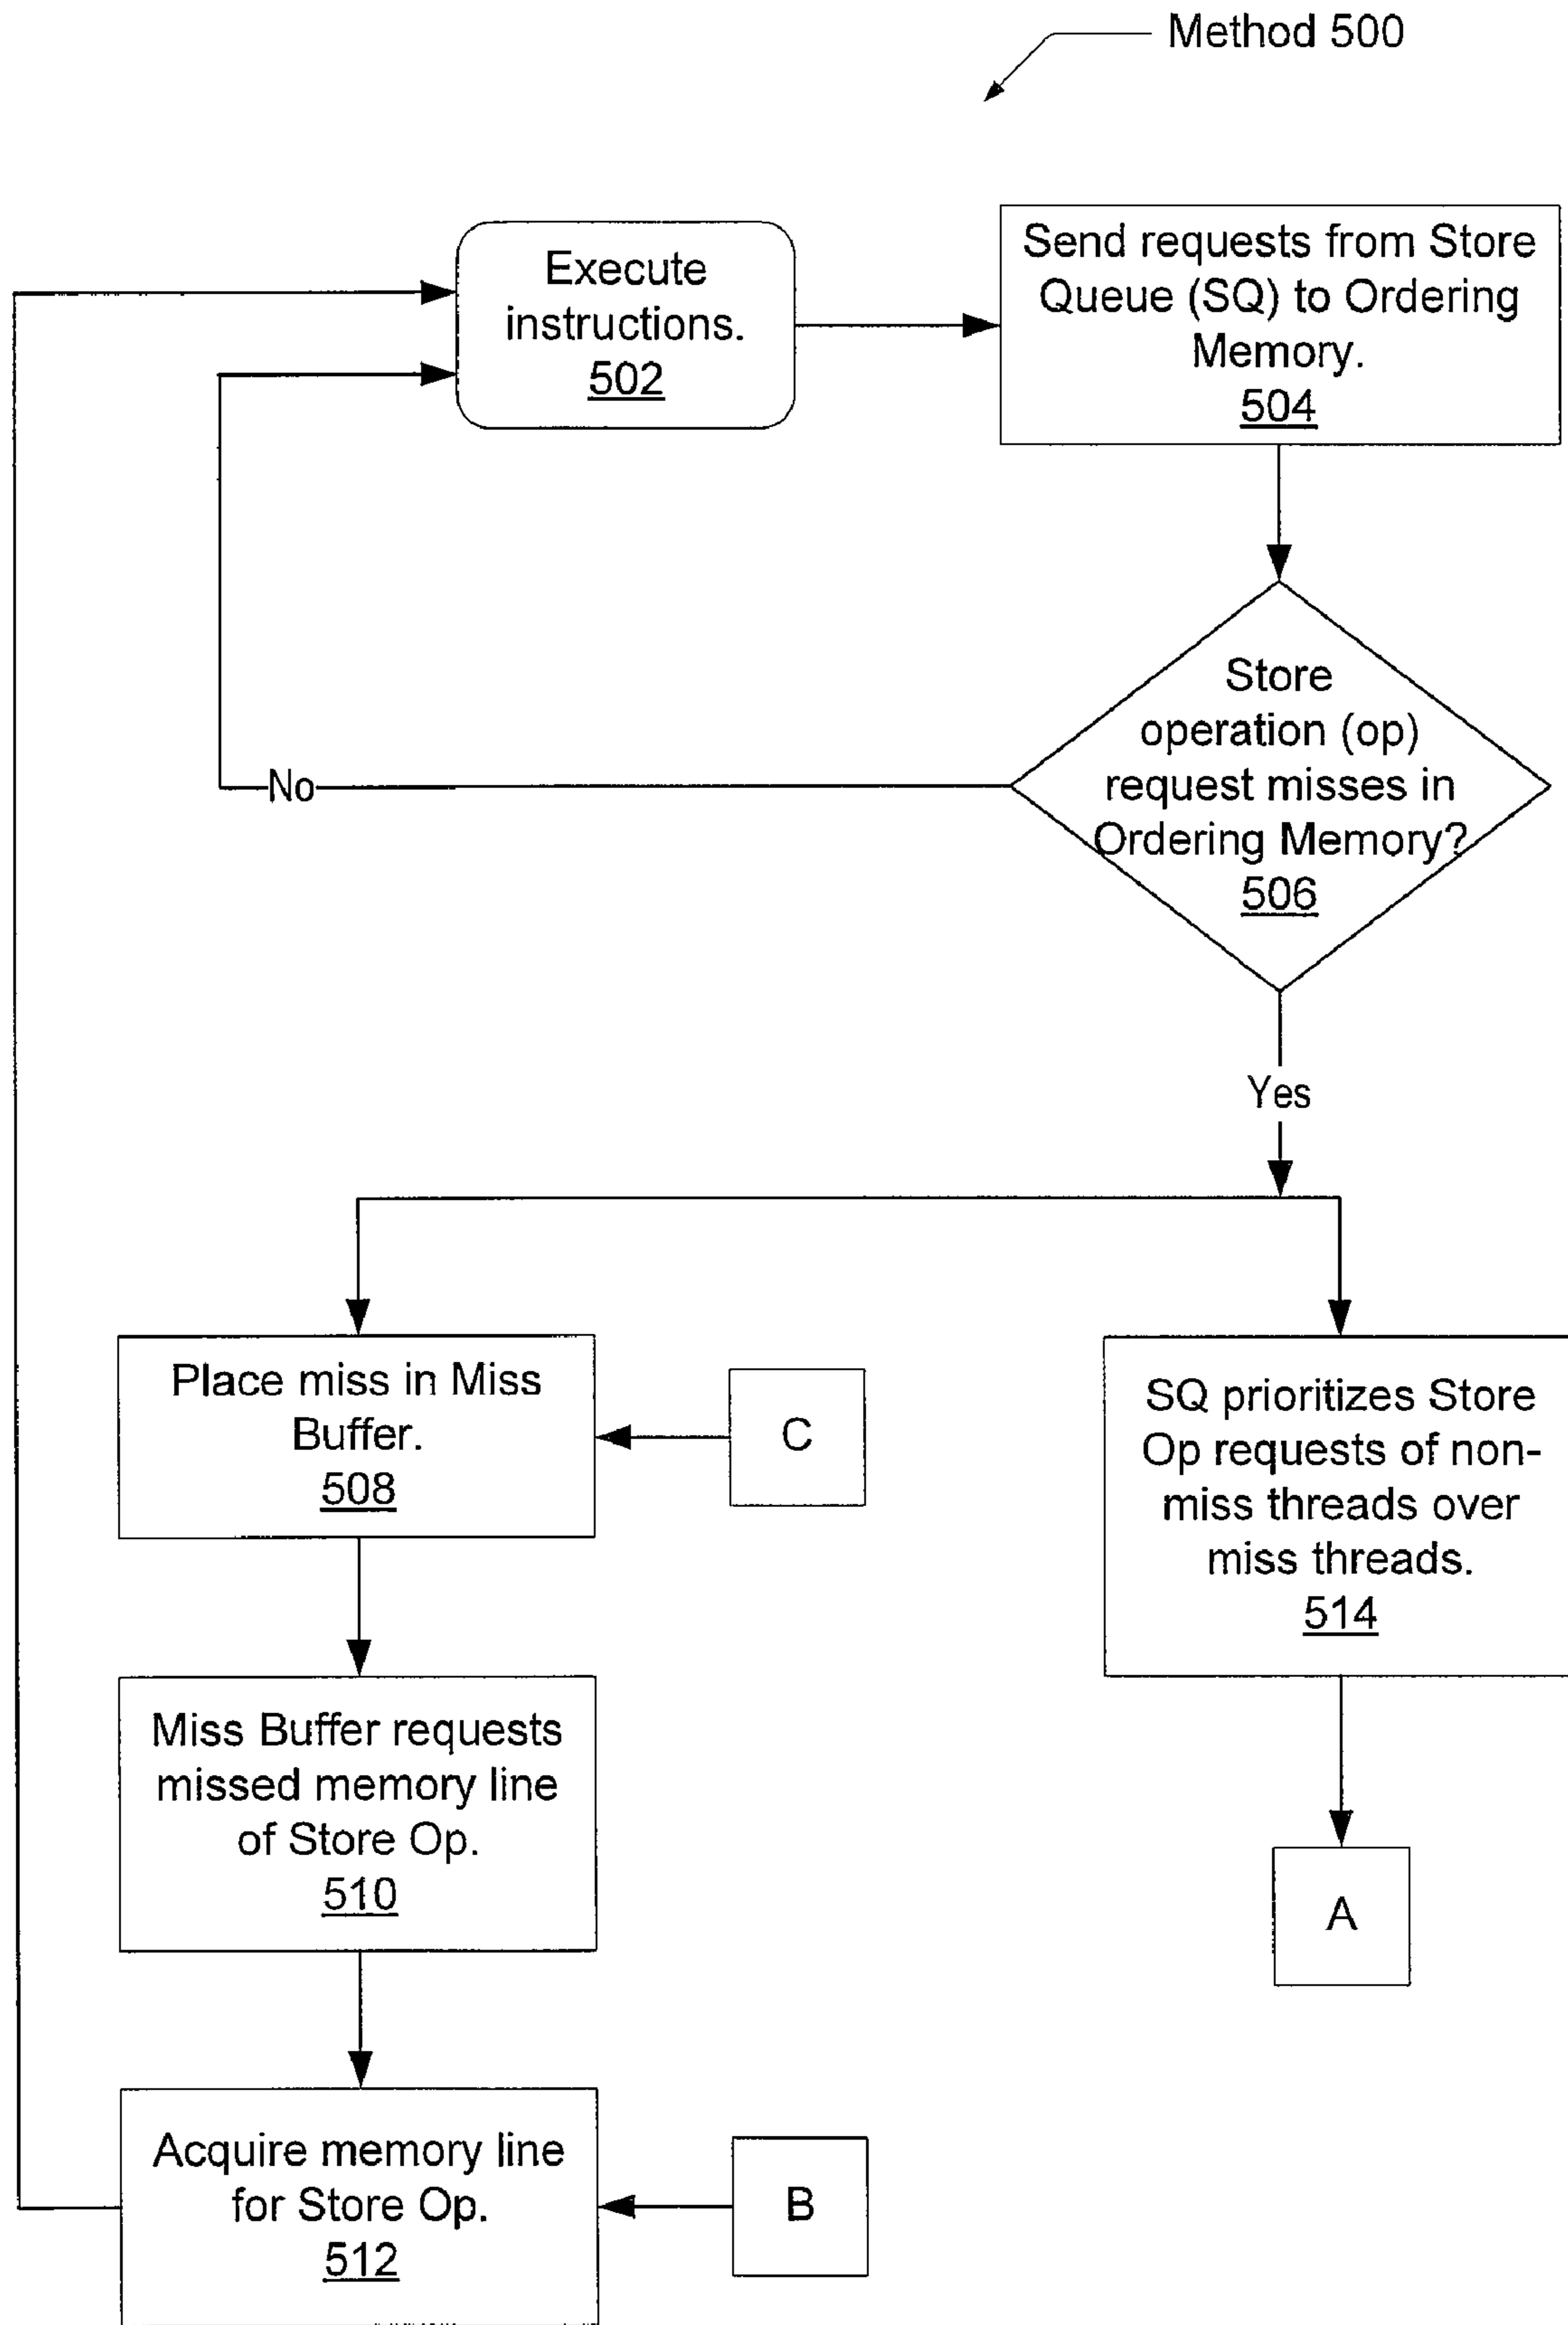 Method 500
Execute
instructions.
502
Send requests from Store
Queue (SQ) to Ordering
Memory.
504
Store
operation (op)
request misses in
Ordering Memory?
506
No
Yes
Place miss in Miss
Buffer.
508
C
SQ prioritizes Store
Op requests of non-
miss threads over
miss threads.
514
Miss Buffer requests
missed memory line
of Store Op.
510
A
Acquire memory line
for Store Op.
512
B